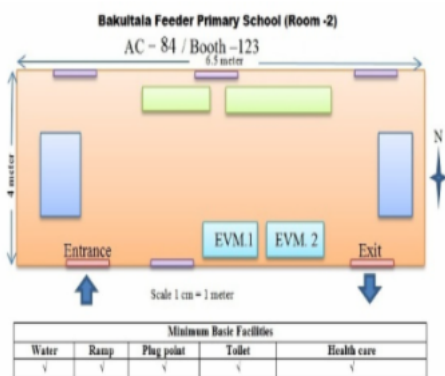 Bakultala Feeder Primary School (Room -2)
AC - 84 / Booth -123
6.5 meter
4 meter
N
EVM.1 EVM. 2
Entrance Exit
Scale 1 cm = 1 meter
Minimum Basic Facilities
Water Ramp Plug point Toilet Health care
√ √ √ √ √